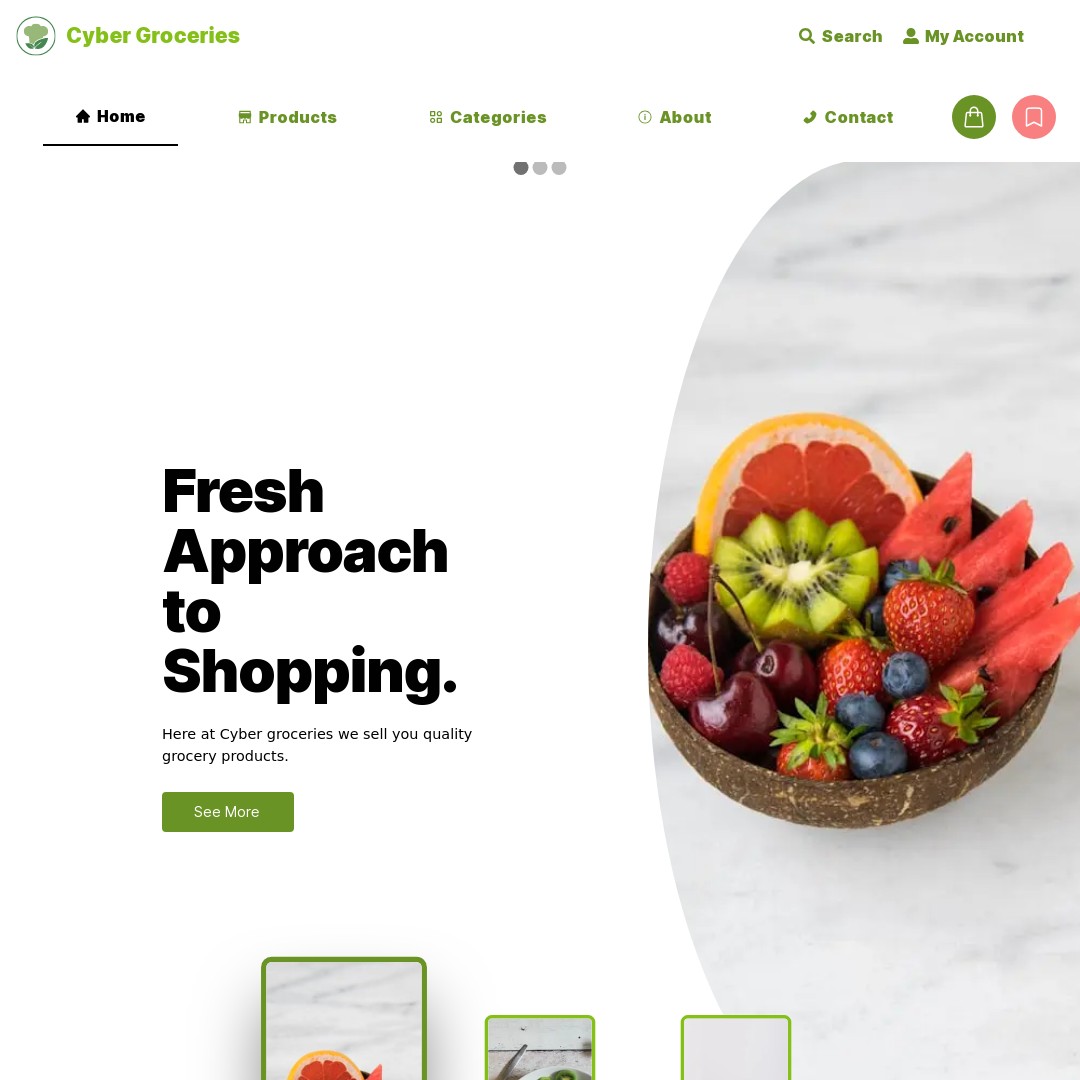 Cyber Groceries
Search
My Account
Home
Products
Categories
About
Contact
Fresh
Approach
to
Shopping.
Here at Cyber groceries we sell you quality
grocery products.
See More